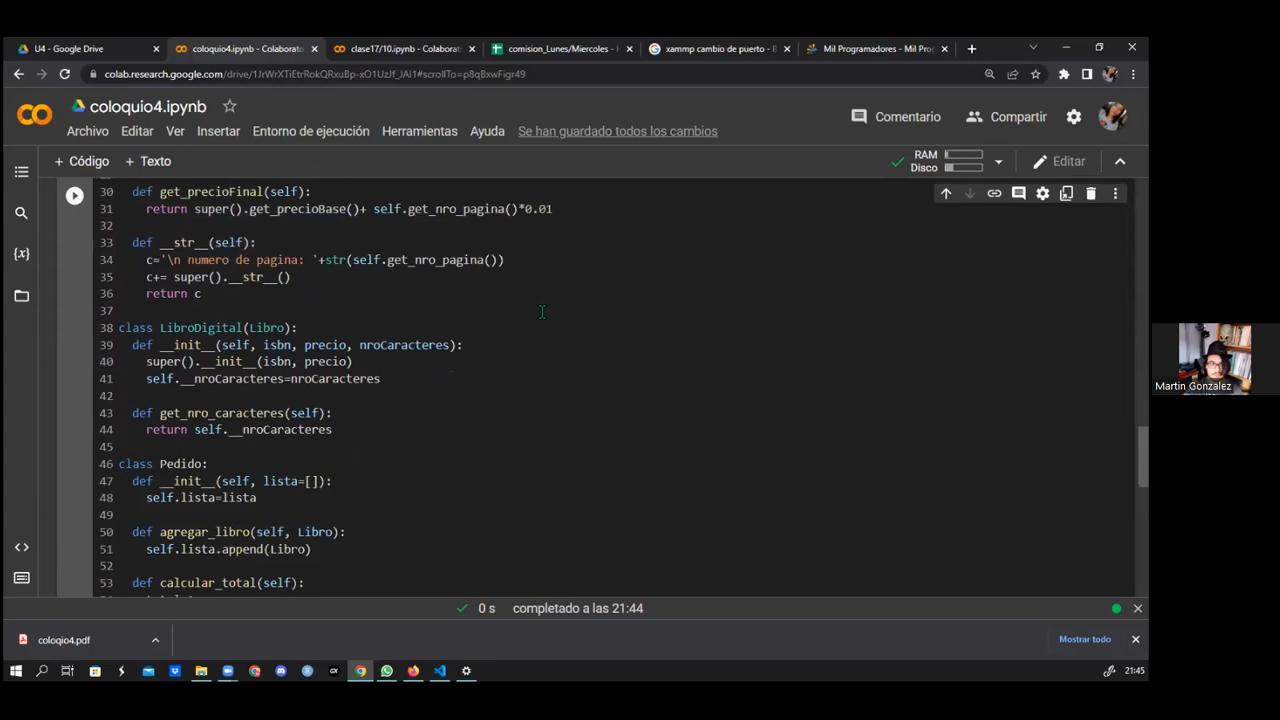 U4 - Google Drive
coloquio4.ipynb - Colaborator
clase17/10.ipynb - Colaborator
comision_Lunes/Miercoles -
xammp cambio de puerto - B
Mil Programadores - Mil Program
colab.research.google.com/drive/1JrWrXTiEtrRokQRxuBp-xO1UzJf_JAI1#scrollTo=p8qBxwFigr49
coloquio4.ipynb
Archivo Editar Ver Insertar Entorno de ejecución Herramientas Ayuda Se han guardado todos los cambios
Comentario Compartir
+ Código + Texto
RAM
Disco
Editar
30 def get_precioFinal(self):
31 return super().get_precioBase()+ self.get_nro_pagina()*0.01
32
33 def __str__(self):
34 c='\n numero de pagina: '+str(self.get_nro_pagina())
35 c+= super().__str__()
36 return c
37
38 class LibroDigital(Libro):
39 def __init__(self, isbn, precio, nroCaracteres):
40 super().__init__(isbn, precio)
41 self.__nroCaracteres=nroCaracteres
42
43 def get_nro_caracteres(self):
44 return self.__nroCaracteres
45
46 class Pedido:
47 def __init__(self, lista=[]):
48 self.lista=lista
49
50 def agregar_libro(self, Libro):
51 self.lista.append(Libro)
52
53 def calcular_total(self):
0 s completado a las 21:44
coloqio4.pdf
Mostrar todo
21:45
Martin Gonzalez